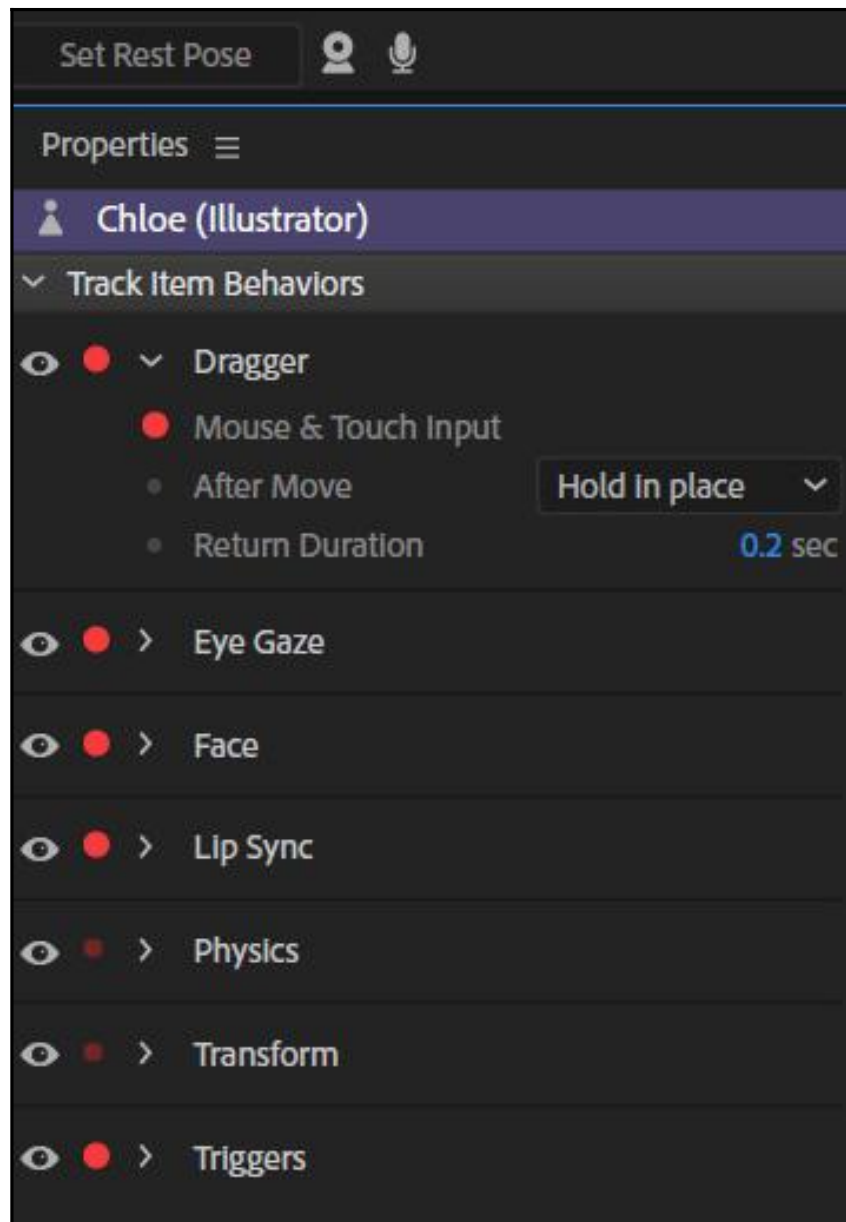 Set Rest Pose
Properties
Chloe (Illustrator)
Track Item Behaviors
Dragger
Mouse & Touch Input
After Move Hold in place
Return Duration 0.2 sec
Eye Gaze
Face
Lip Sync
Physics
Transform
Triggers